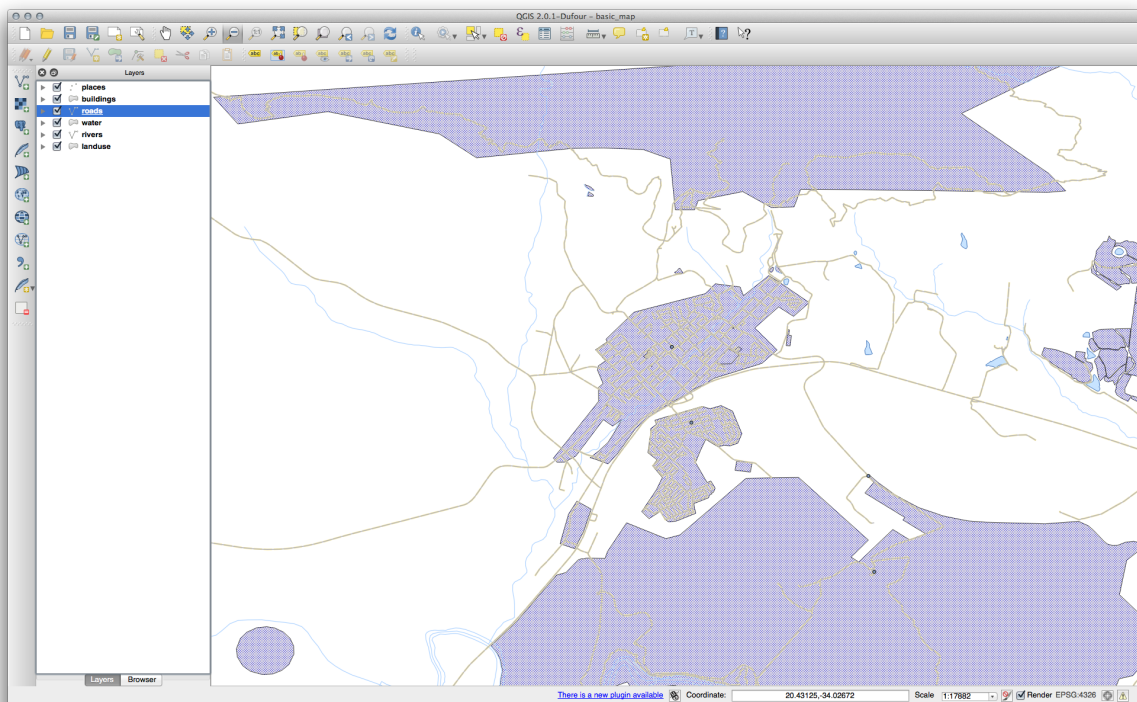 QGIS 2.0.1-Dufour – basic_map
Layers
places
buildings
roads
water
rivers
landuse
Layers
Browser
There is a new plugin available
Coordinate:
20.43125,-34.02672
Scale
1:17882
Render
EPSG:4326